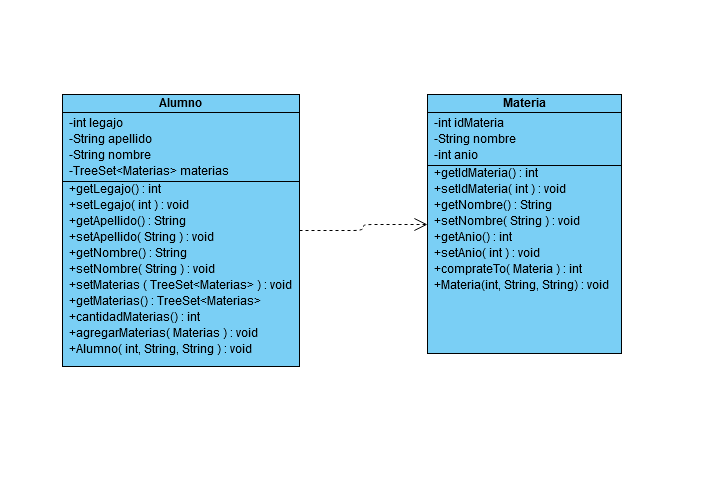 Alumno
-int legajo
-String apellido
-String nombre
-TreeSet<Materias> materias
+getLegajo() : int
+setLegajo( int ) : void
+getApellido() : String
+setApellido( String ) : void
+getNombre() : String
+setNombre( String ) : void
+setMaterias ( TreeSet<Materias> ) : void
+getMaterias() : TreeSet<Materias>
+cantidadMaterias() : int
+agregarMaterias( Materias ) : void
+Alumno( int, String, String ) : void
Materia
-int idMateria
-String nombre
-int anio
+getIdMateria() : int
+setIdMateria( int ) : void
+getNombre() : String
+setNombre( String ) : void
+getAnio() : int
+setAnio( int ) : void
+comprateTo( Materia ) : int
+Materia(int, String, String) : void